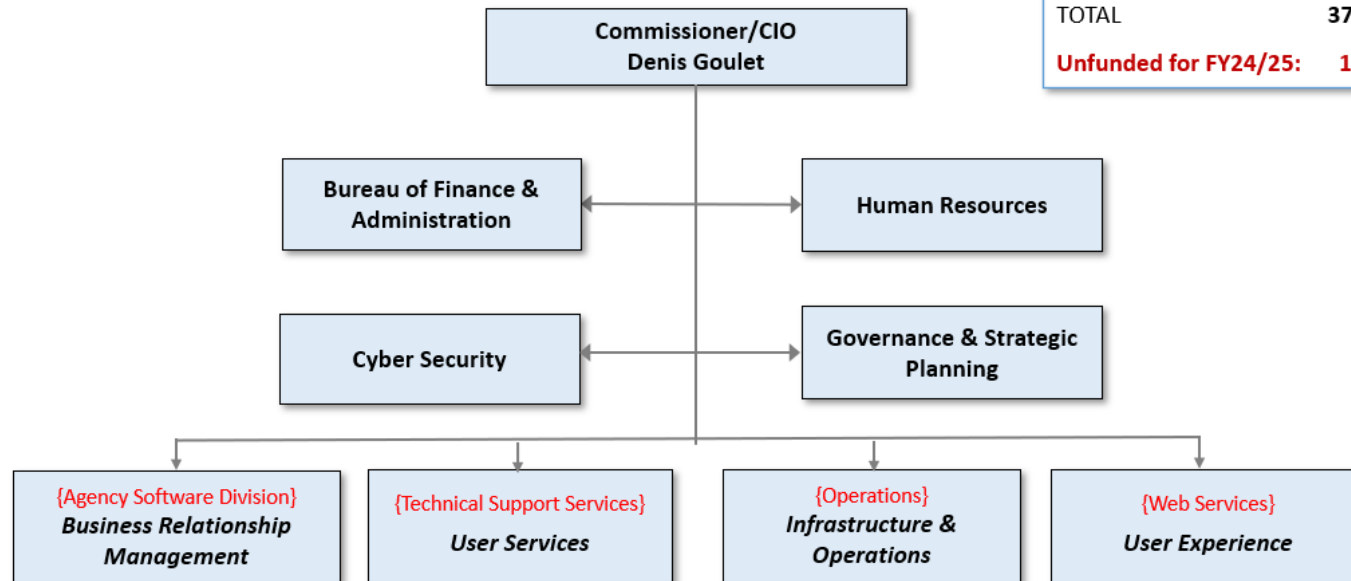 Commissioner/CIO
Denis Goulet
TOTAL
Unfunded for FY24/25:
Bureau of Finance &
Administration
Human Resources
Cyber Security
Governance & Strategic
Planning
{Agency Software Division}
Business Relationship
Management
{Technical Support Services}
User Services
{Operations}
Infrastructure &
Operations
{Web Services}
User Experience